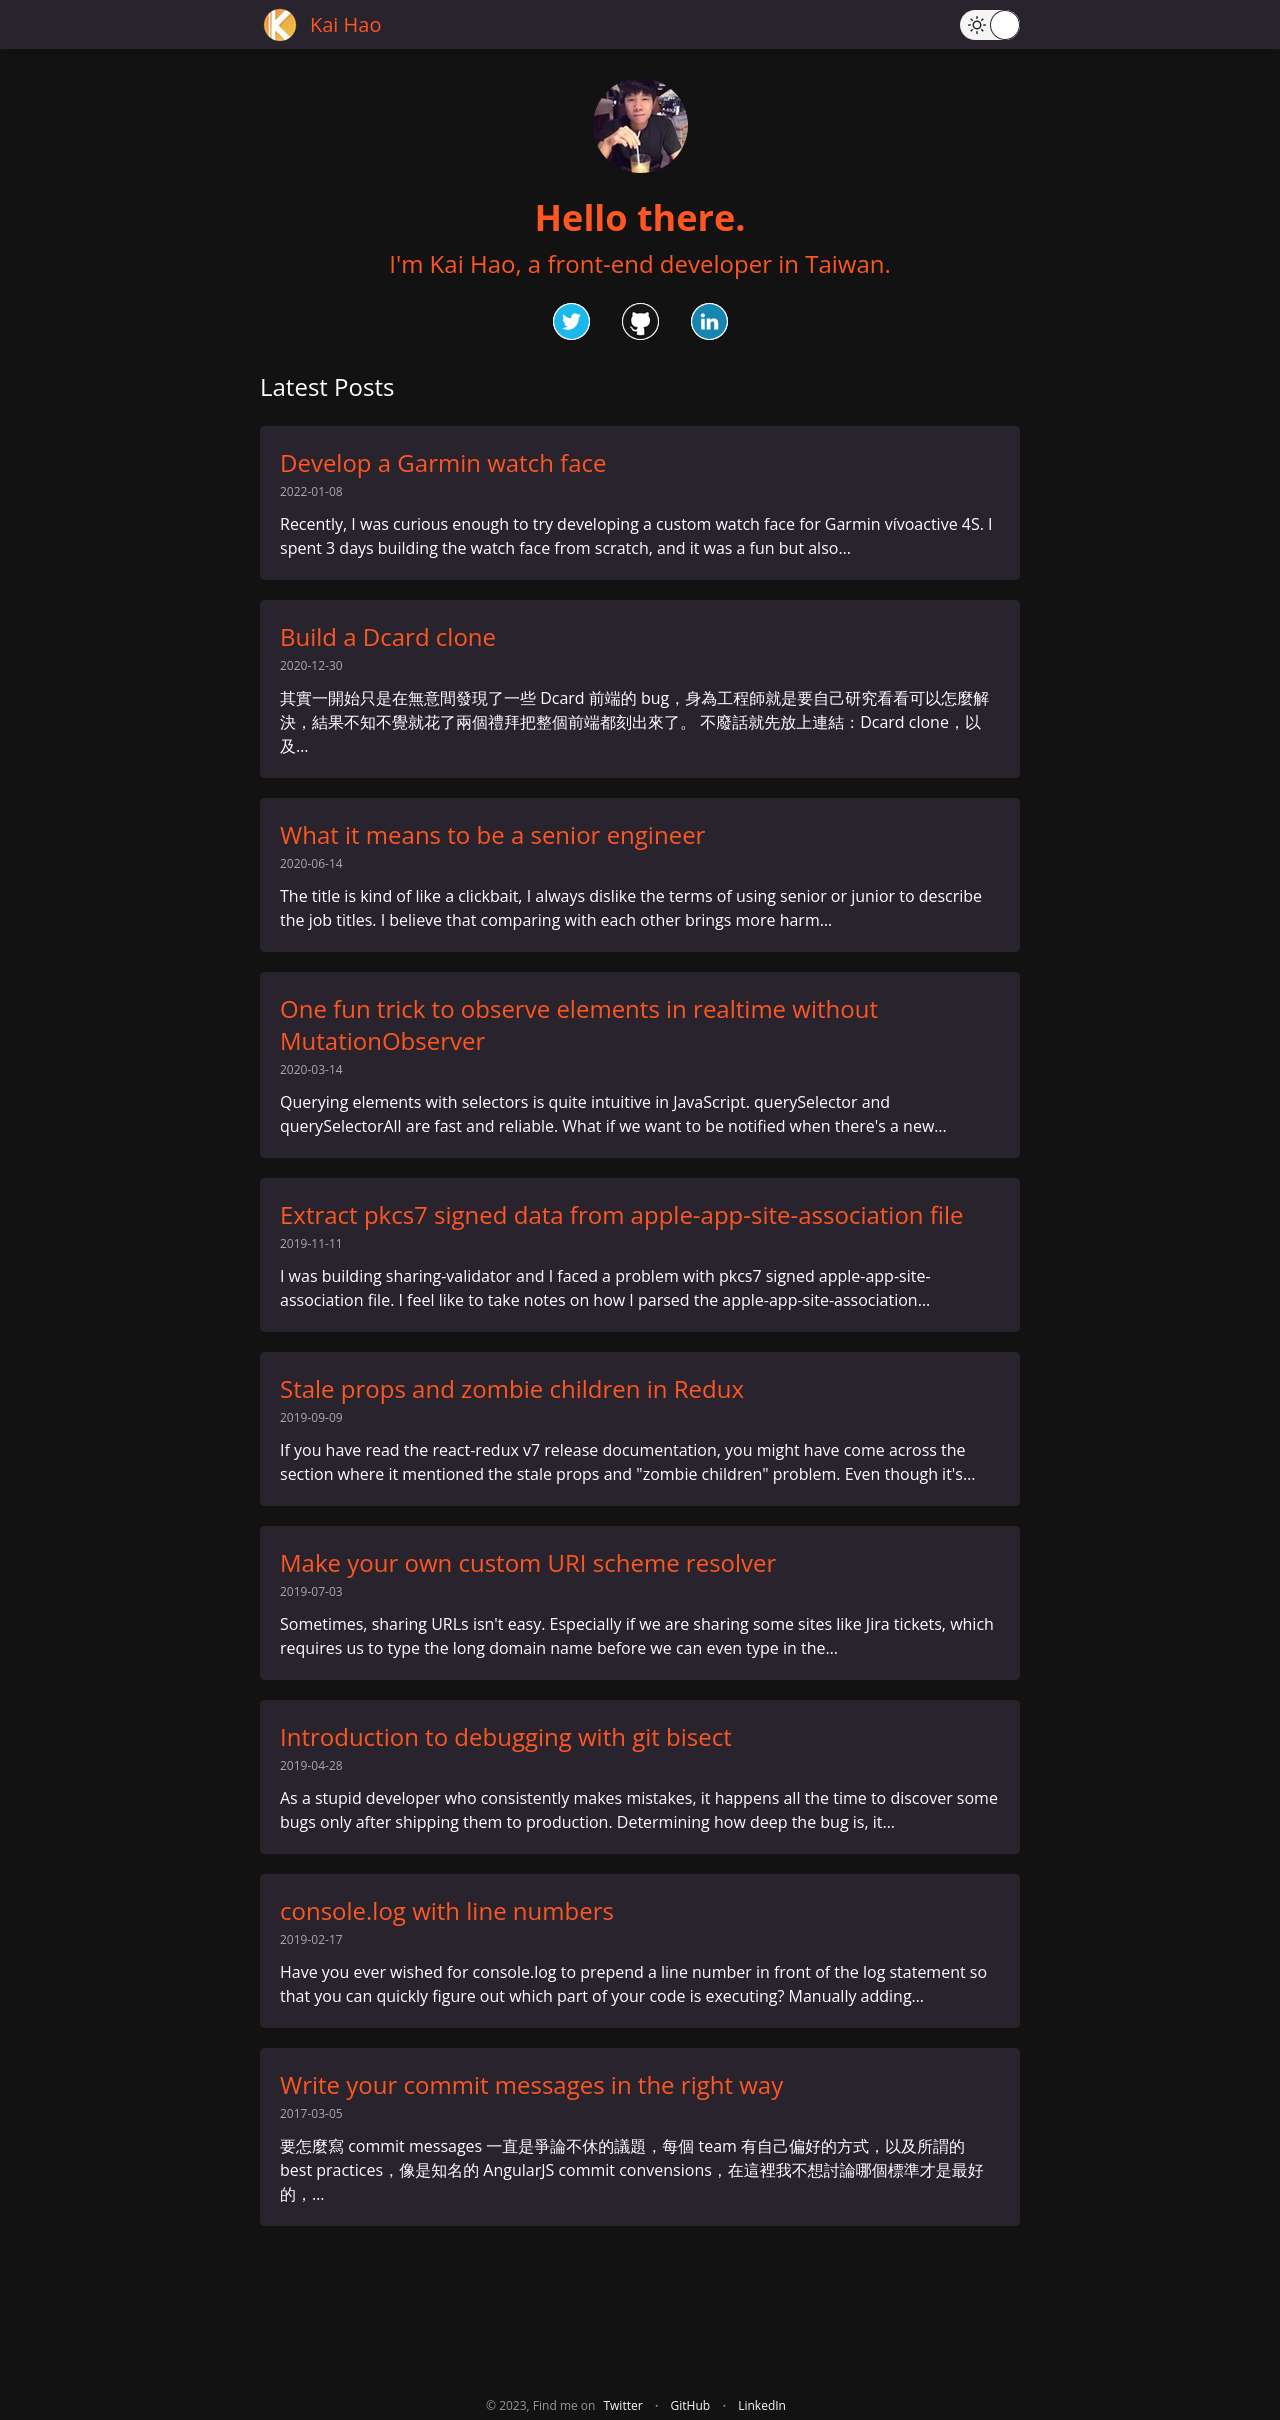 Kai Hao
Hello there.
I'm Kai Hao, a front-end developer in Taiwan.
Latest Posts
Develop a Garmin watch face
2022-01-08
Recently, I was curious enough to try developing a custom watch face for Garmin vívoactive 4S. I
spent 3 days building the watch face from scratch, and it was a fun but also...
Build a Dcard clone
2020-12-30
其實一開始只是在無意間發現了一些 Dcard 前端的 bug，身為工程師就是要自己研究看看可以怎麼解
決，結果不知不覺就花了兩個禮拜把整個前端都刻出來了。 不廢話就先放上連結：Dcard clone，以
及...
What it means to be a senior engineer
2020-06-14
The title is kind of like a clickbait, I always dislike the terms of using senior or junior to describe
the job titles. I believe that comparing with each other brings more harm...
One fun trick to observe elements in realtime without
MutationObserver
2020-03-14
Querying elements with selectors is quite intuitive in JavaScript. querySelector and
querySelectorAll are fast and reliable. What if we want to be notified when there's a new...
Extract pkcs7 signed data from apple-app-site-association file
2019-11-11
I was building sharing-validator and I faced a problem with pkcs7 signed apple-app-site-
association file. I feel like to take notes on how I parsed the apple-app-site-association...
Stale props and zombie children in Redux
2019-09-09
If you have read the react-redux v7 release documentation, you might have come across the
section where it mentioned the stale props and "zombie children" problem. Even though it's...
Make your own custom URI scheme resolver
2019-07-03
Sometimes, sharing URLs isn't easy. Especially if we are sharing some sites like Jira tickets, which
requires us to type the long domain name before we can even type in the...
Introduction to debugging with git bisect
2019-04-28
As a stupid developer who consistently makes mistakes, it happens all the time to discover some
bugs only after shipping them to production. Determining how deep the bug is, it...
console.log with line numbers
2019-02-17
Have you ever wished for console.log to prepend a line number in front of the log statement so
that you can quickly figure out which part of your code is executing? Manually adding...
Write your commit messages in the right way
2017-03-05
要怎麼寫 commit messages 一直是爭論不休的議題，每個 team 有自己偏好的方式，以及所謂的
best practices，像是知名的 AngularJS commit convensions，在這裡我不想討論哪個標準才是最好
的，...
© 2023, Find me on Twitter · GitHub · LinkedIn